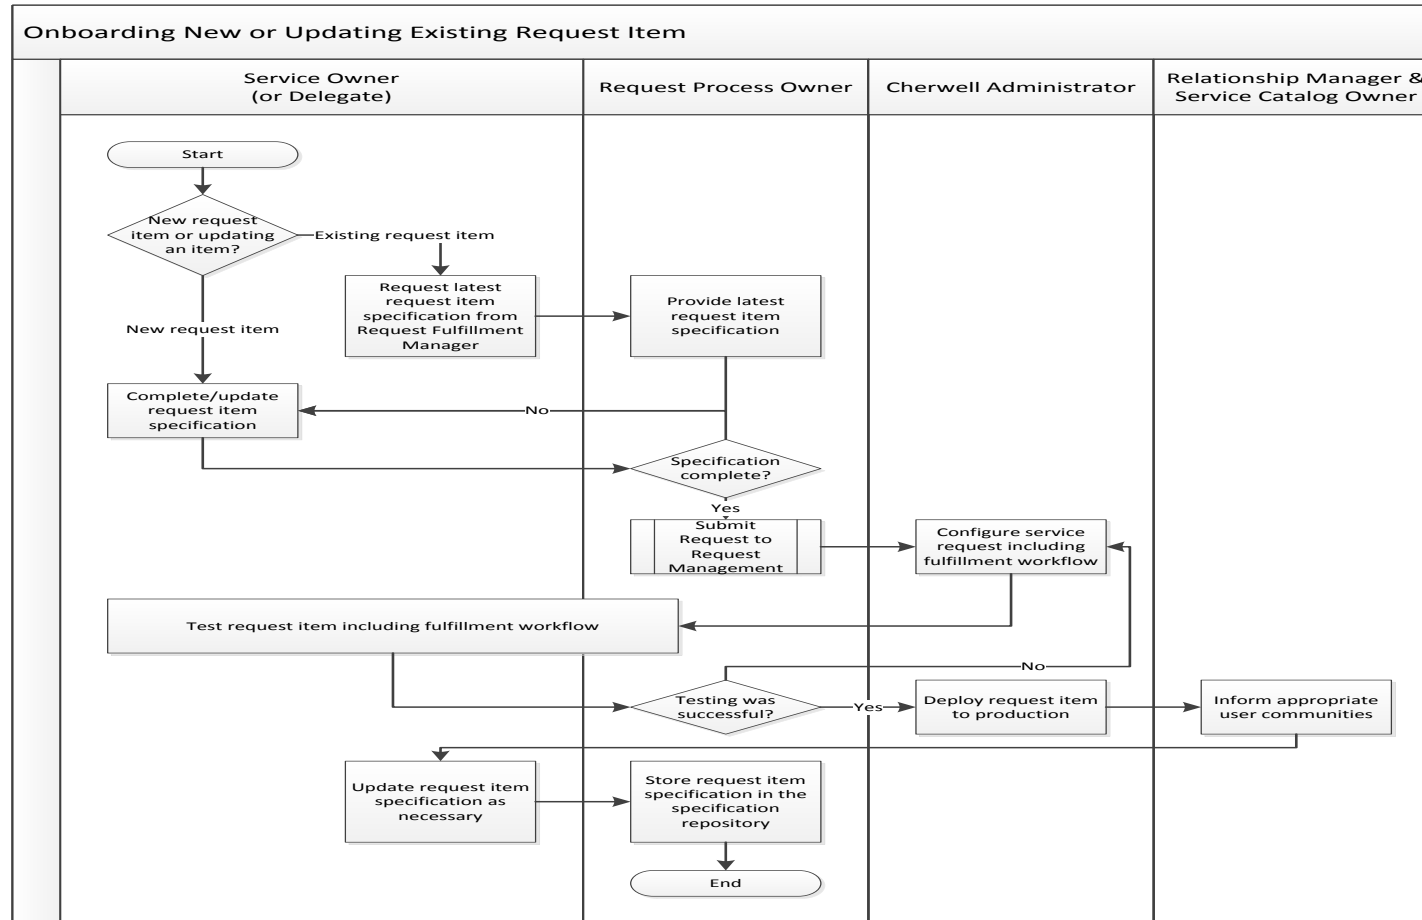 Onboarding New or Updating Existing Request Item
Service Owner
(or Delegate)
Request Process Owner
Cherwell Administrator
Relationship Manager &
Service Catalog Owner
Start
New request
item or updating
an item?
Existing request item
Request latest
request item
specification from
Request Fulfillment
Manager
Provide latest
request item
specification
New request item
Complete/update
request item
specification
No
Specification
complete?
Yes
Submit
Request to
Request
Management
Configure service
request including
fulfillment workflow
Test request item including fulfillment workflow
No
Testing was
successful?
Yes
Deploy request item
to production
Inform appropriate
user communities
Update request item
specification as
necessary
Store request item
specification in the
specification
repository
End